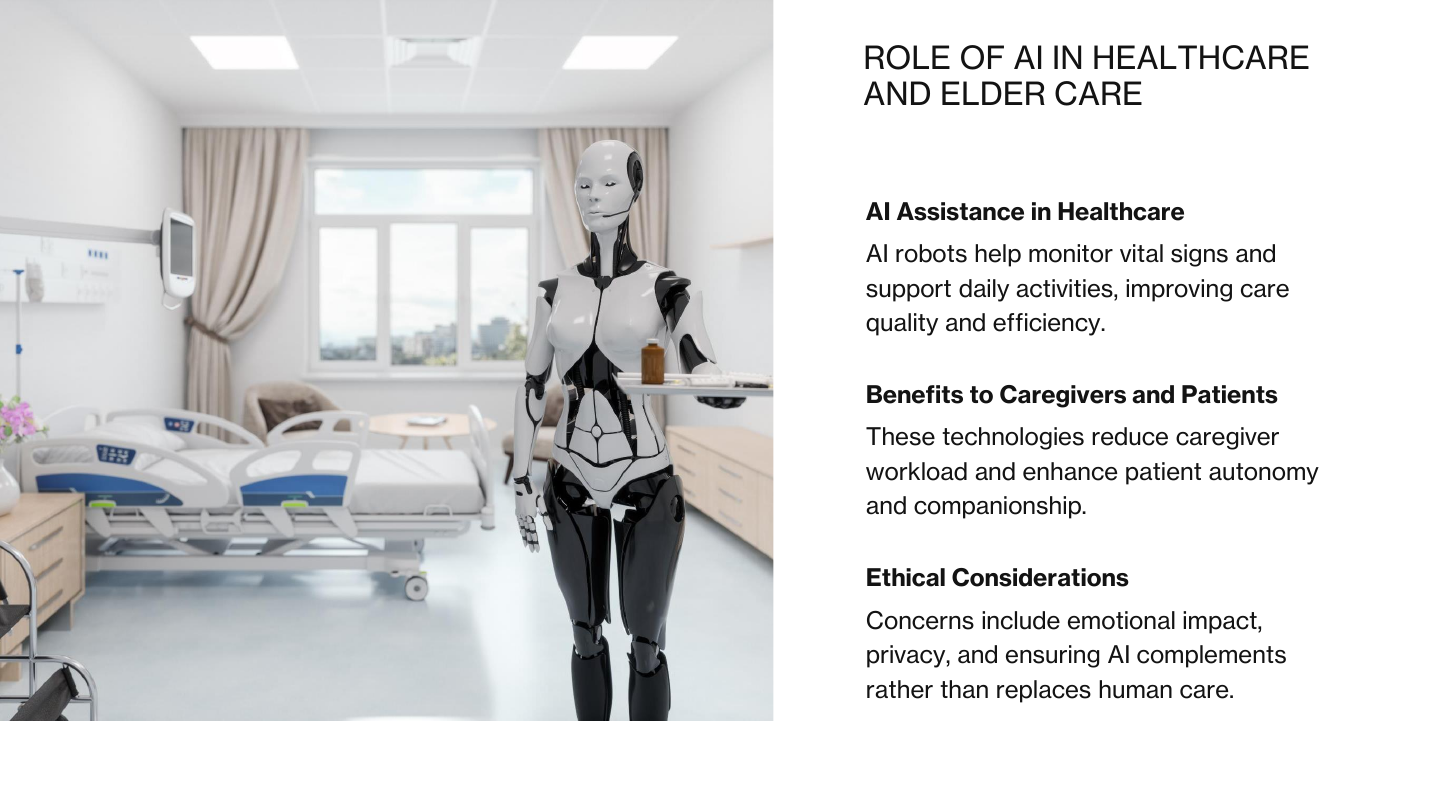 ROLE OF AI IN HEALTHCARE
AND ELDER CARE
AI Assistance in Healthcare
AI robots help monitor vital signs and
support daily activities, improving care
quality and efficiency.
Benefits to Caregivers and Patients
These technologies reduce caregiver
workload and enhance patient autonomy
and companionship.
Ethical Considerations
Concerns include emotional impact,
privacy, and ensuring AI complements
rather than replaces human care.